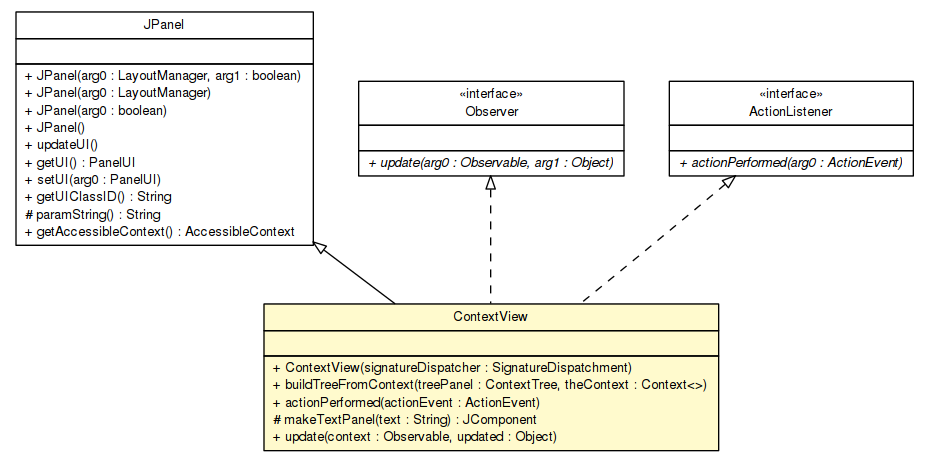 JPanel
+ JPanel(arg0 : LayoutManager, arg1 : boolean)
+ JPanel(arg0 : LayoutManager)
+ JPanel(arg0 : boolean)
+ JPanel()
+ updateUI()
+ getUI() : PanelUI
+ setUI(arg0 : PanelUI)
+ getUIClassID() : String
# paramString() : String
+ getAccessibleContext() : AccessibleContext
«interface»
Observer
+ update(arg0 : Observable, arg1 : Object)
«interface»
ActionListener
+ actionPerformed(arg0 : ActionEvent)
ContextView
+ ContextView(signatureDispatcher : SignatureDispatchment)
+ buildTreeFromContext(treePanel : ContextTree, theContext : Context<>)
+ actionPerformed(actionEvent : ActionEvent)
# makeTextPanel(text : String) : JComponent
+ update(context : Observable, updated : Object)